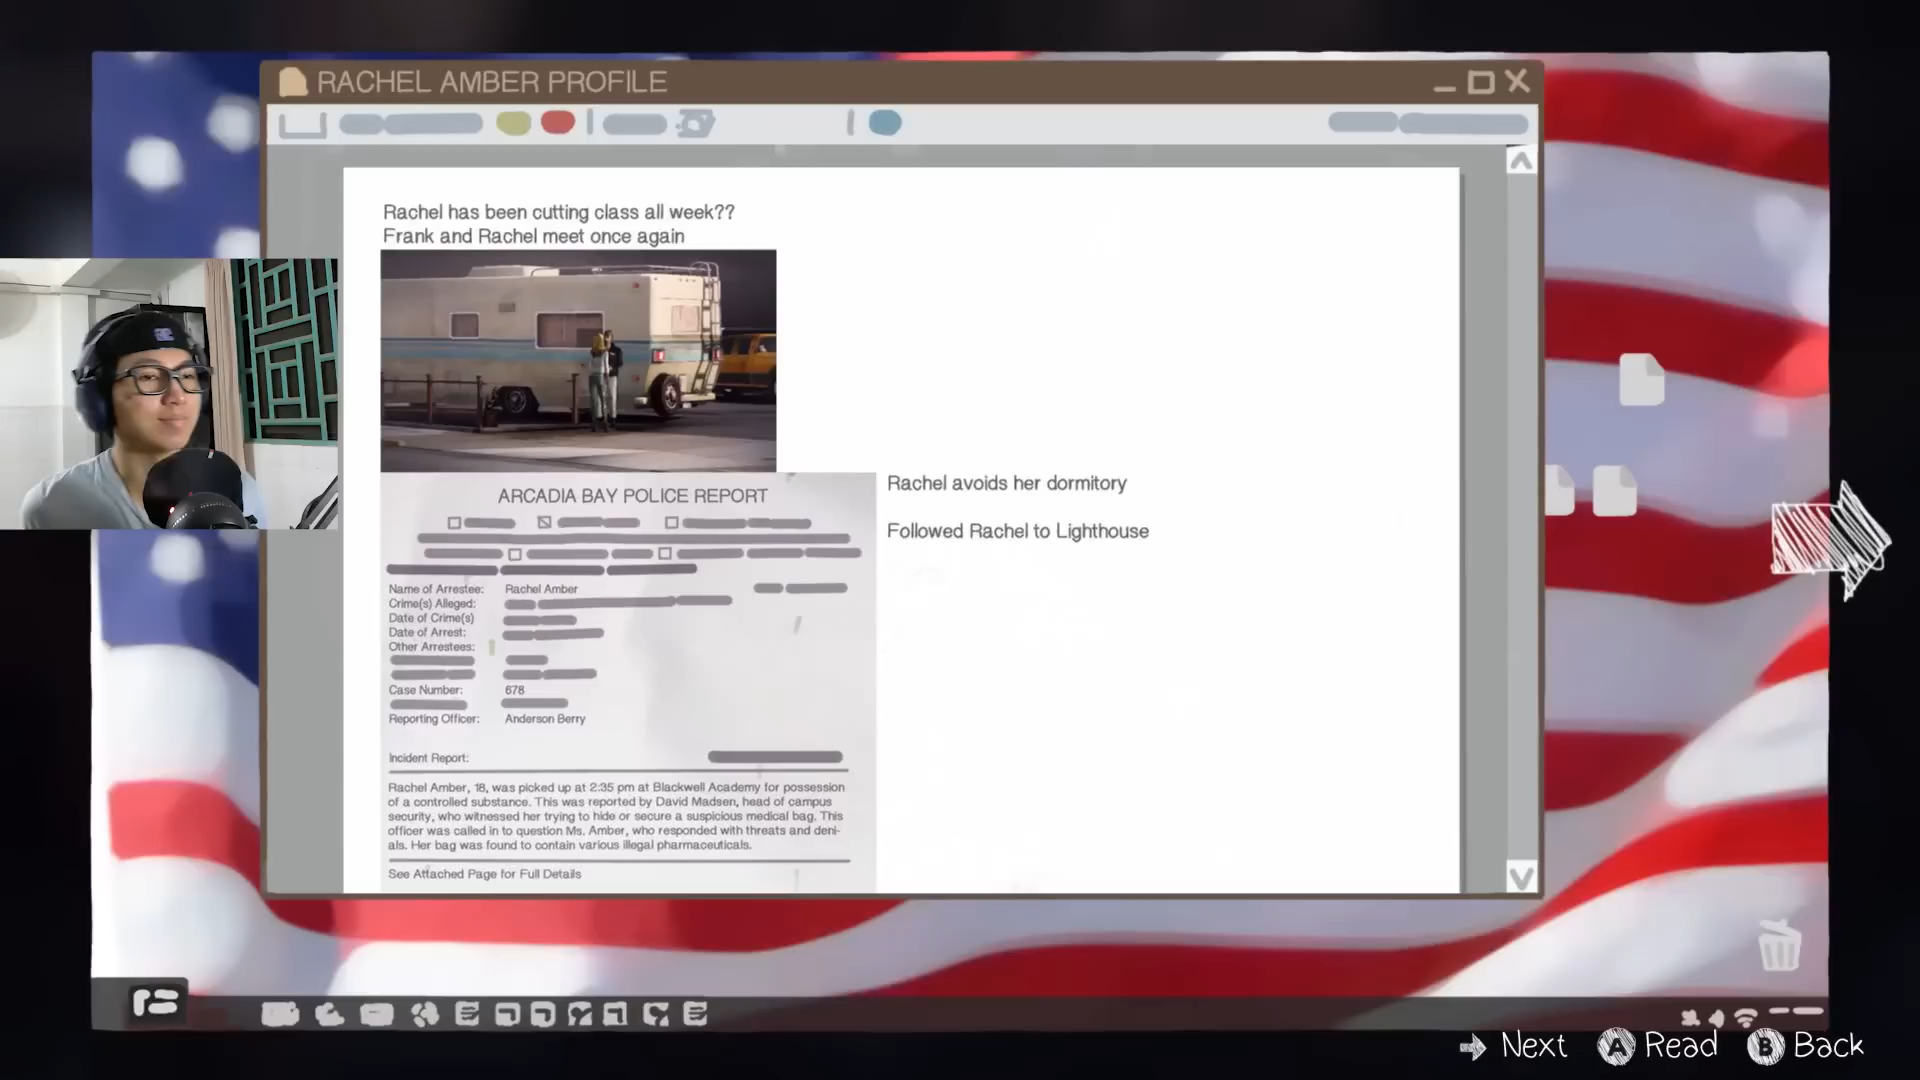 RACHEL AMBER PROFILE
Rachel has been cutting class all week??
Frank and Rachel meet once again
ARCADIA BAY POLICE REPORT
Name of Arrestee: Rachel Amber
Crime(s) Alleged:
Date of Crime(s)
Date of Arrest:
Other Arrestees:
Case Number: 678
Reporting Officer: Anderson Berry
Incident Report:
Rachel Amber, 18, was picked up at 2:35 pm at Blackwell Academy for possession
of a controlled substance. This was reported by David Madsen, head of campus
security, who witnessed her trying to hide or secure a suspicious medical bag. This
officer was called in to question Ms. Amber, who responded with threats and deni-
als. Her bag was found to contain various illegal pharmaceuticals.
See Attached Page for Full Details
Rachel avoids her dormitory
Followed Rachel to Lighthouse
Next
A Read
B Back